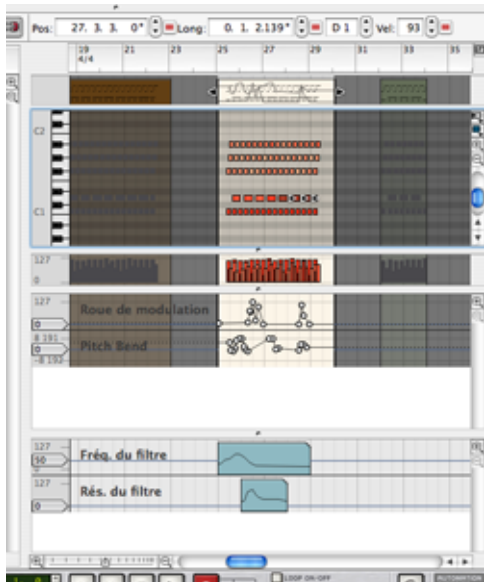 Pos: 27. 3. 3. 0* Long: 0. 1. 2.139* D 1 Vel: 93
19 21 23 25 27 29 31 33 35
4/4
C2
C1
127
0
127 Roue de modulation
0
8 191 Pitch Bend
0
-8 192
127 Fréq. du filtre
50
0
127 Rés. du filtre
0
LOOP ON-OFF
AUTOMATION